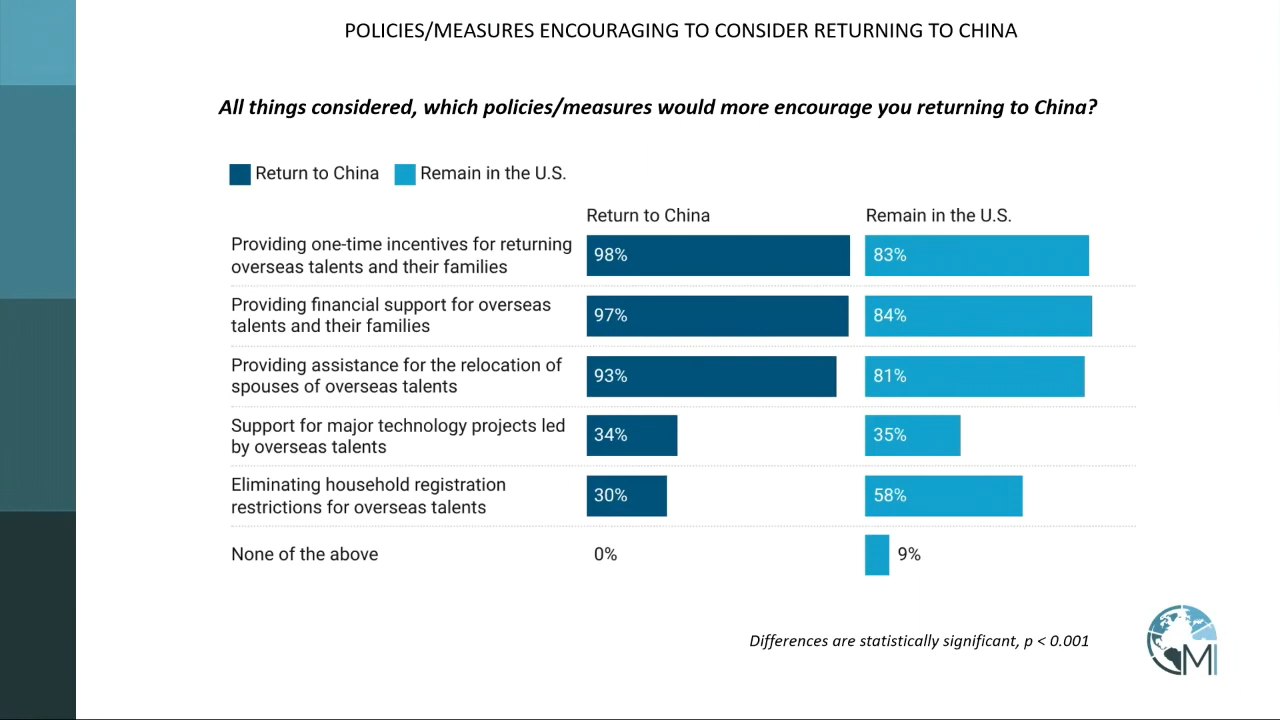 POLICIES/MEASURES ENCOURAGING TO CONSIDER RETURNING TO CHINA
All things considered, which policies/measures would more encourage you returning to China?
Return to China Remain in the U.S.
Return to China Remain in the U.S.
Providing one-time incentives for returning
overseas talents and their families
98% 83%
Providing financial support for overseas
talents and their families
97% 84%
Providing assistance for the relocation of
spouses of overseas talents
93% 81%
Support for major technology projects led
by overseas talents
34% 35%
Eliminating household registration
restrictions for overseas talents
30% 58%
None of the above 0% 9%
Differences are statistically significant, p < 0.001
MI